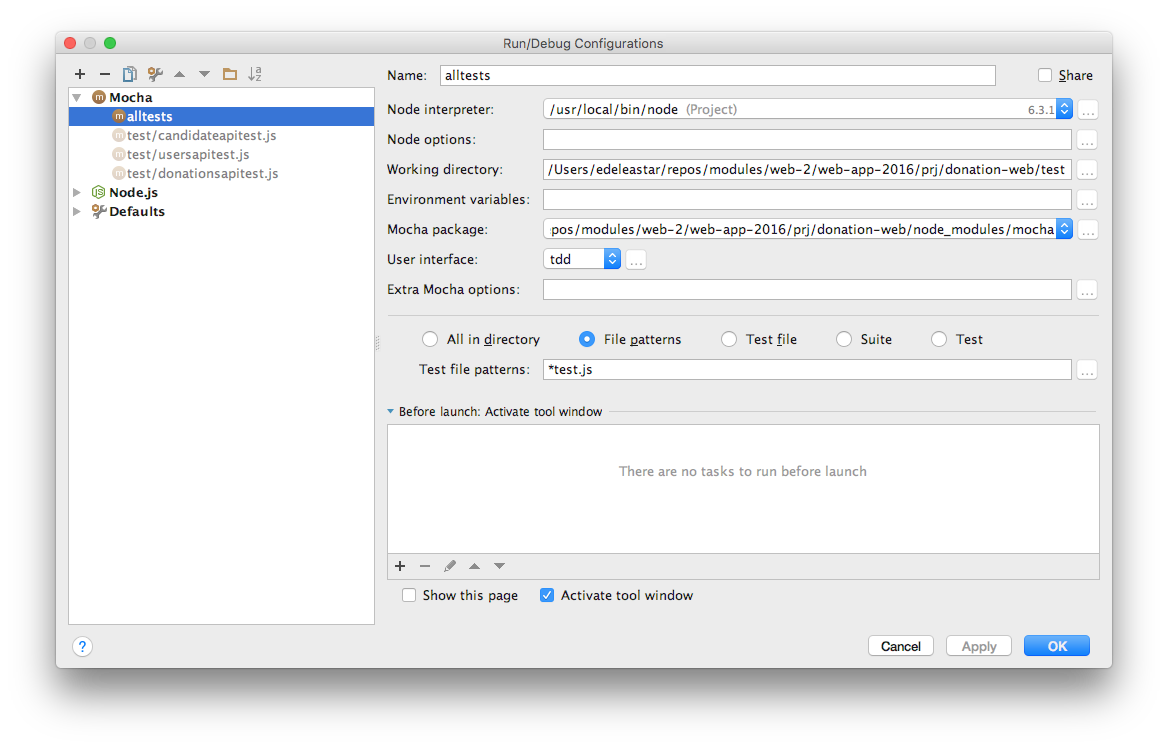 Run/Debug Configurations
Mocha
alltests
test/candidateapitest.js
test/usersapitest.js
test/donationsapitest.js
Node.js
Defaults
Name: alltests Share
Node interpreter: /usr/local/bin/node (Project) 6.3.1 ...
Node options: ...
Working directory: /Users/edeleastar/repos/modules/web-2/web-app-2016/prj/donation-web/test ...
Environment variables: ...
Mocha package: pos/modules/web-2/web-app-2016/prj/donation-web/node_modules/mocha ...
User interface: tdd ...
Extra Mocha options: ...
All in directory File patterns Test file Suite Test
Test file patterns: *test.js ...
Before launch: Activate tool window
There are no tasks to run before launch
Show this page Activate tool window
? Cancel Apply OK